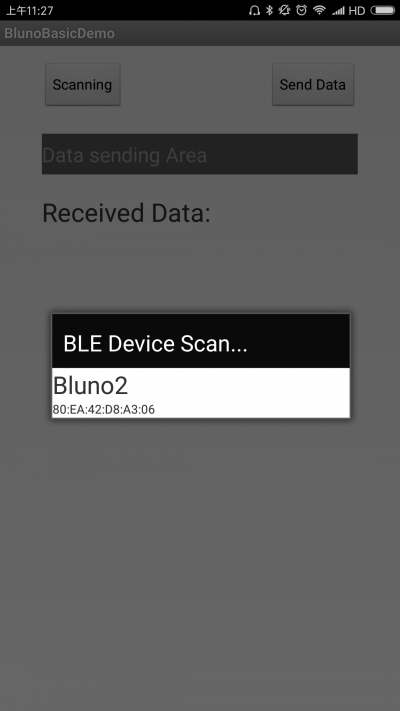 上午11:27 HD
BlunoBasicDemo
Scanning Send Data
Data sending Area
Received Data:
BLE Device Scan...
Bluno2
80:EA:42:D8:A3:06